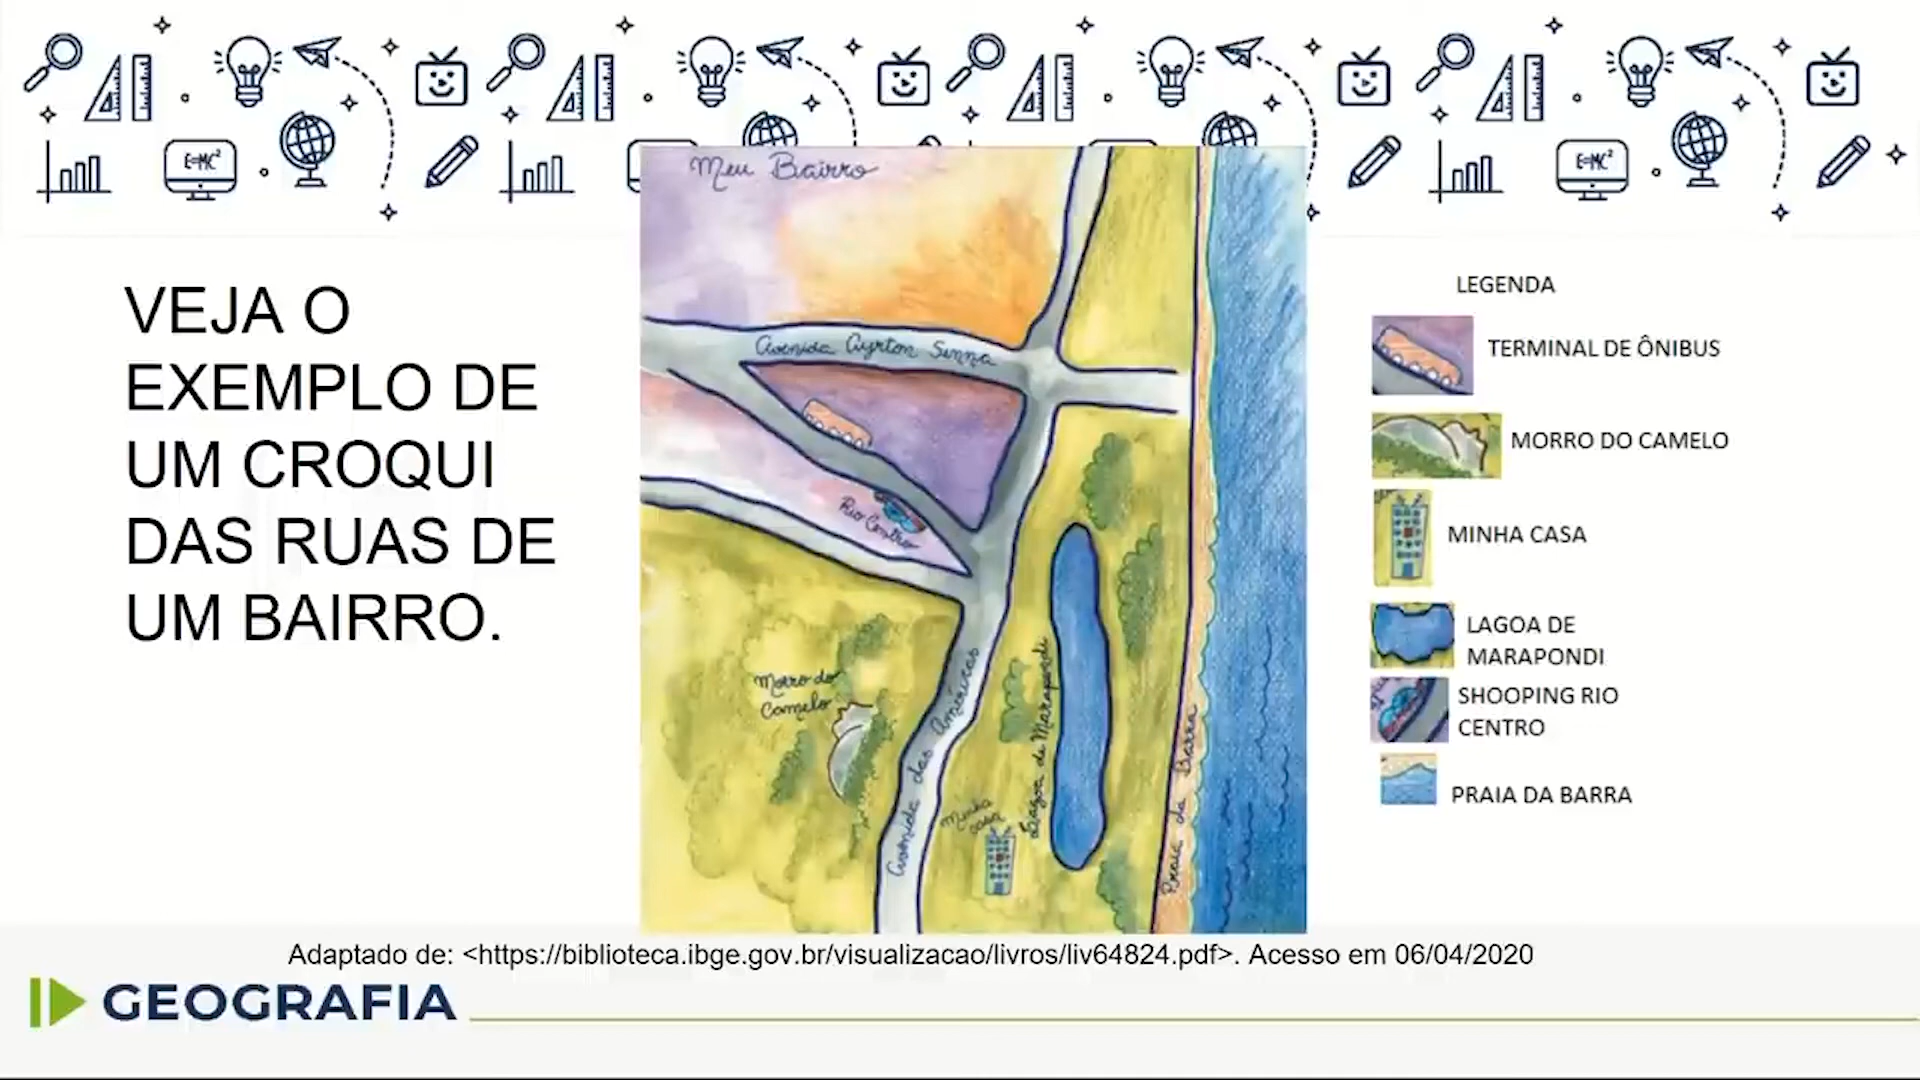 E=MC²
E=MC²
Meu Bairro
VEJA O
EXEMPLO DE
UM CROQUI
DAS RUAS DE
UM BAIRRO.
Avenida Ayrton Senna
Rio Centro
Morro do
Camelo
Avenida das Américas
Minha
casa
Lagoa de Marapendi
Praia da Barra
LEGENDA
TERMINAL DE ÔNIBUS
MORRO DO CAMELO
MINHA CASA
LAGOA DE
MARAPONDI
SHOOPING RIO
CENTRO
PRAIA DA BARRA
Adaptado de: <https://biblioteca.ibge.gov.br/visualizacao/livros/liv64824.pdf>. Acesso em 06/04/2020
GEOGRAFIA